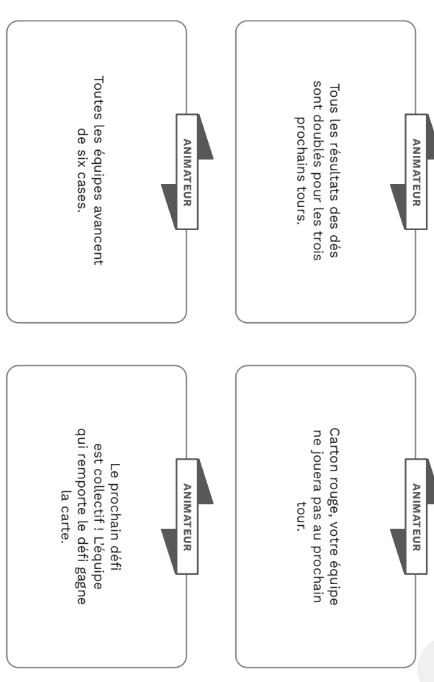 ANIMATEUR
Tous les résultats des dés
sont doublés pour les trois
prochains tours.
ANIMATEUR
Carton rouge, votre équipe
ne jouera pas au prochain
tour.
ANIMATEUR
Toutes les équipes avancent
de six cases.
ANIMATEUR
Le prochain défi
est collectif ! L'équipe
qui remporte le défi gagne
la carte.